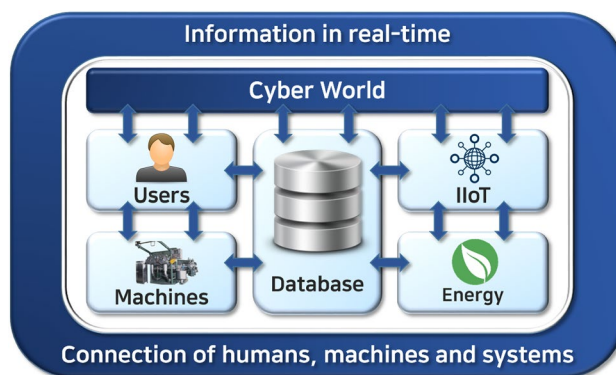 Information in real-time
Cyber World
Users
IIoT
Machines
Database
Energy
Connection of humans, machines and systems